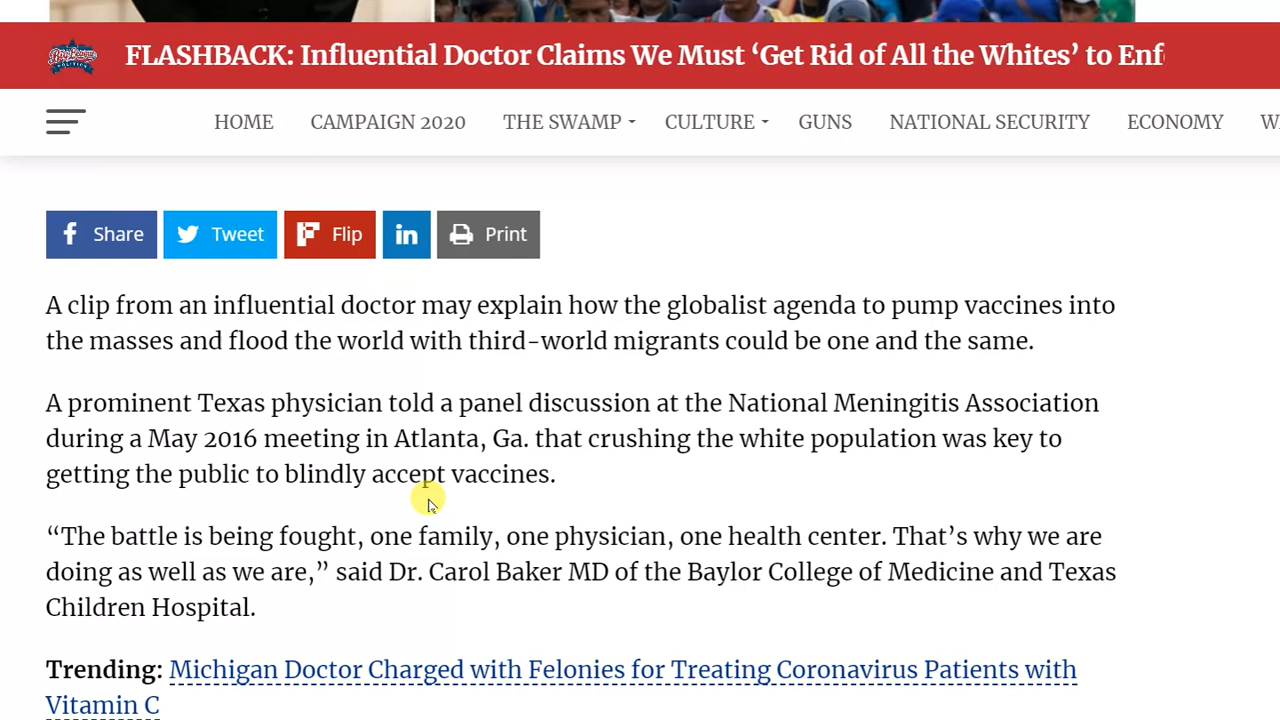 FLASHBACK: Influential Doctor Claims We Must ‘Get Rid of All the Whites’ to Enf
HOME CAMPAIGN 2020 THE SWAMP CULTURE GUNS NATIONAL SECURITY ECONOMY W
Share Tweet Flip in Print
A clip from an influential doctor may explain how the globalist agenda to pump vaccines into
the masses and flood the world with third-world migrants could be one and the same.
A prominent Texas physician told a panel discussion at the National Meningitis Association
during a May 2016 meeting in Atlanta, Ga. that crushing the white population was key to
getting the public to blindly accept vaccines.
“The battle is being fought, one family, one physician, one health center. That’s why we are
doing as well as we are,” said Dr. Carol Baker MD of the Baylor College of Medicine and Texas
Children Hospital.
Trending: Michigan Doctor Charged with Felonies for Treating Coronavirus Patients with
Vitamin C